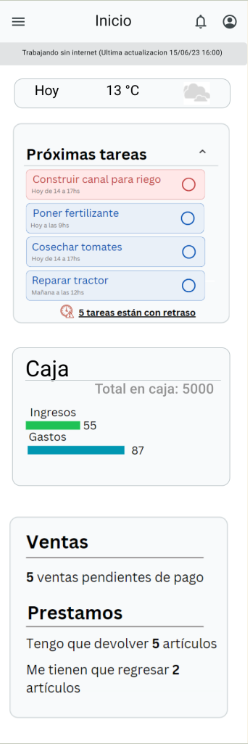 Inicio
Trabajando sin internet (Ultima actualizacion 15/06/23 16:00)
Hoy 13 °C
Próximas tareas
Construir canal para riego
Hoy de 14 a 17hs
Poner fertilizante
Hoy a las 9hs
Cosechar tomates
Hoy de 14 a 17hs
Reparar tractor
Mañana a las 12hs
5 tareas están con retraso
Caja
Total en caja: 5000
Ingresos
55
Gastos
87
Ventas
5 ventas pendientes de pago
Prestamos
Tengo que devolver 5 artículos
Me tienen que regresar 2
artículos